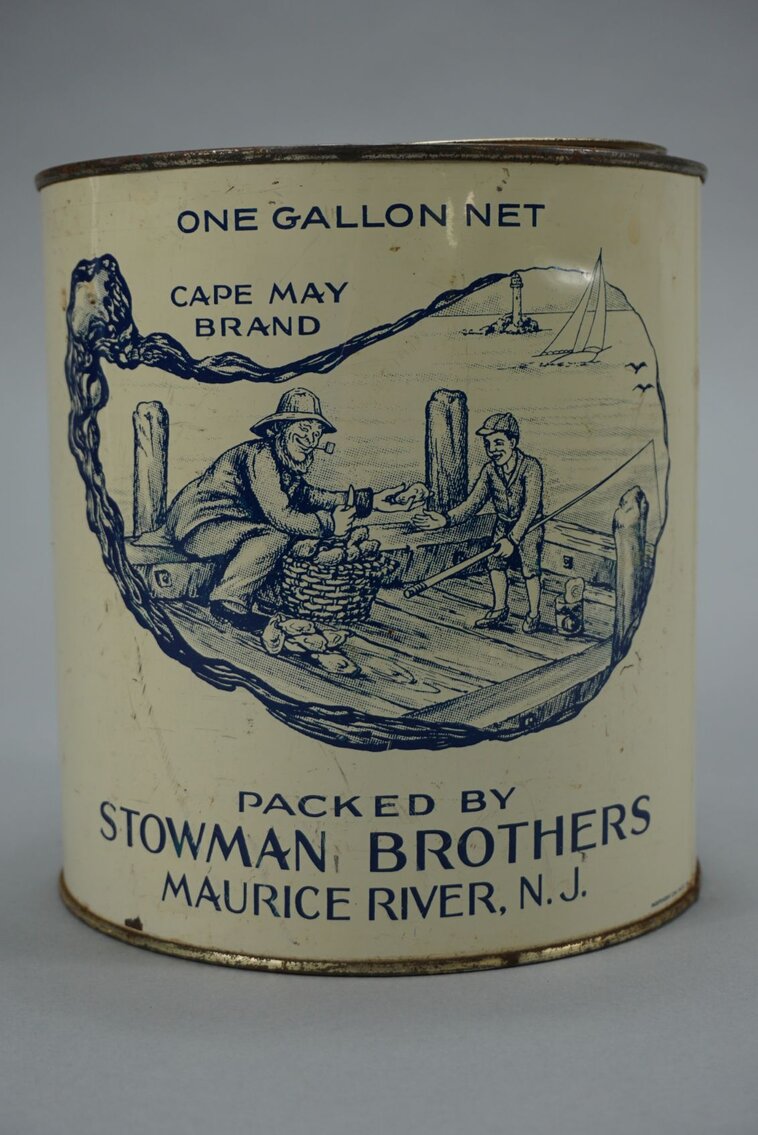 ONE GALLON NET
CAPE MAY
BRAND
PACKED BY
STOWMAN BROTHERS
MAURICE RIVER, N.J.